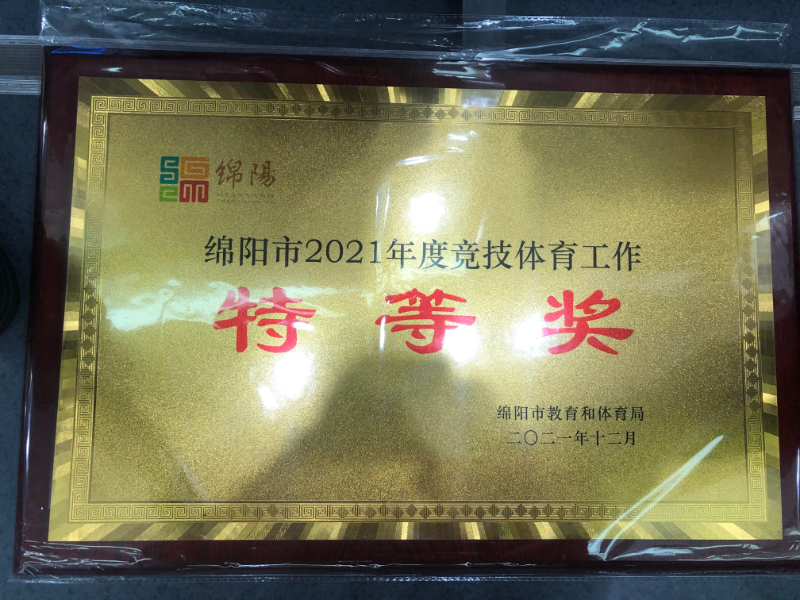 绵陽
绵阳市2021年度竞技体育工作
特等奖
绵阳市教育和体育局
二〇二一年十二月